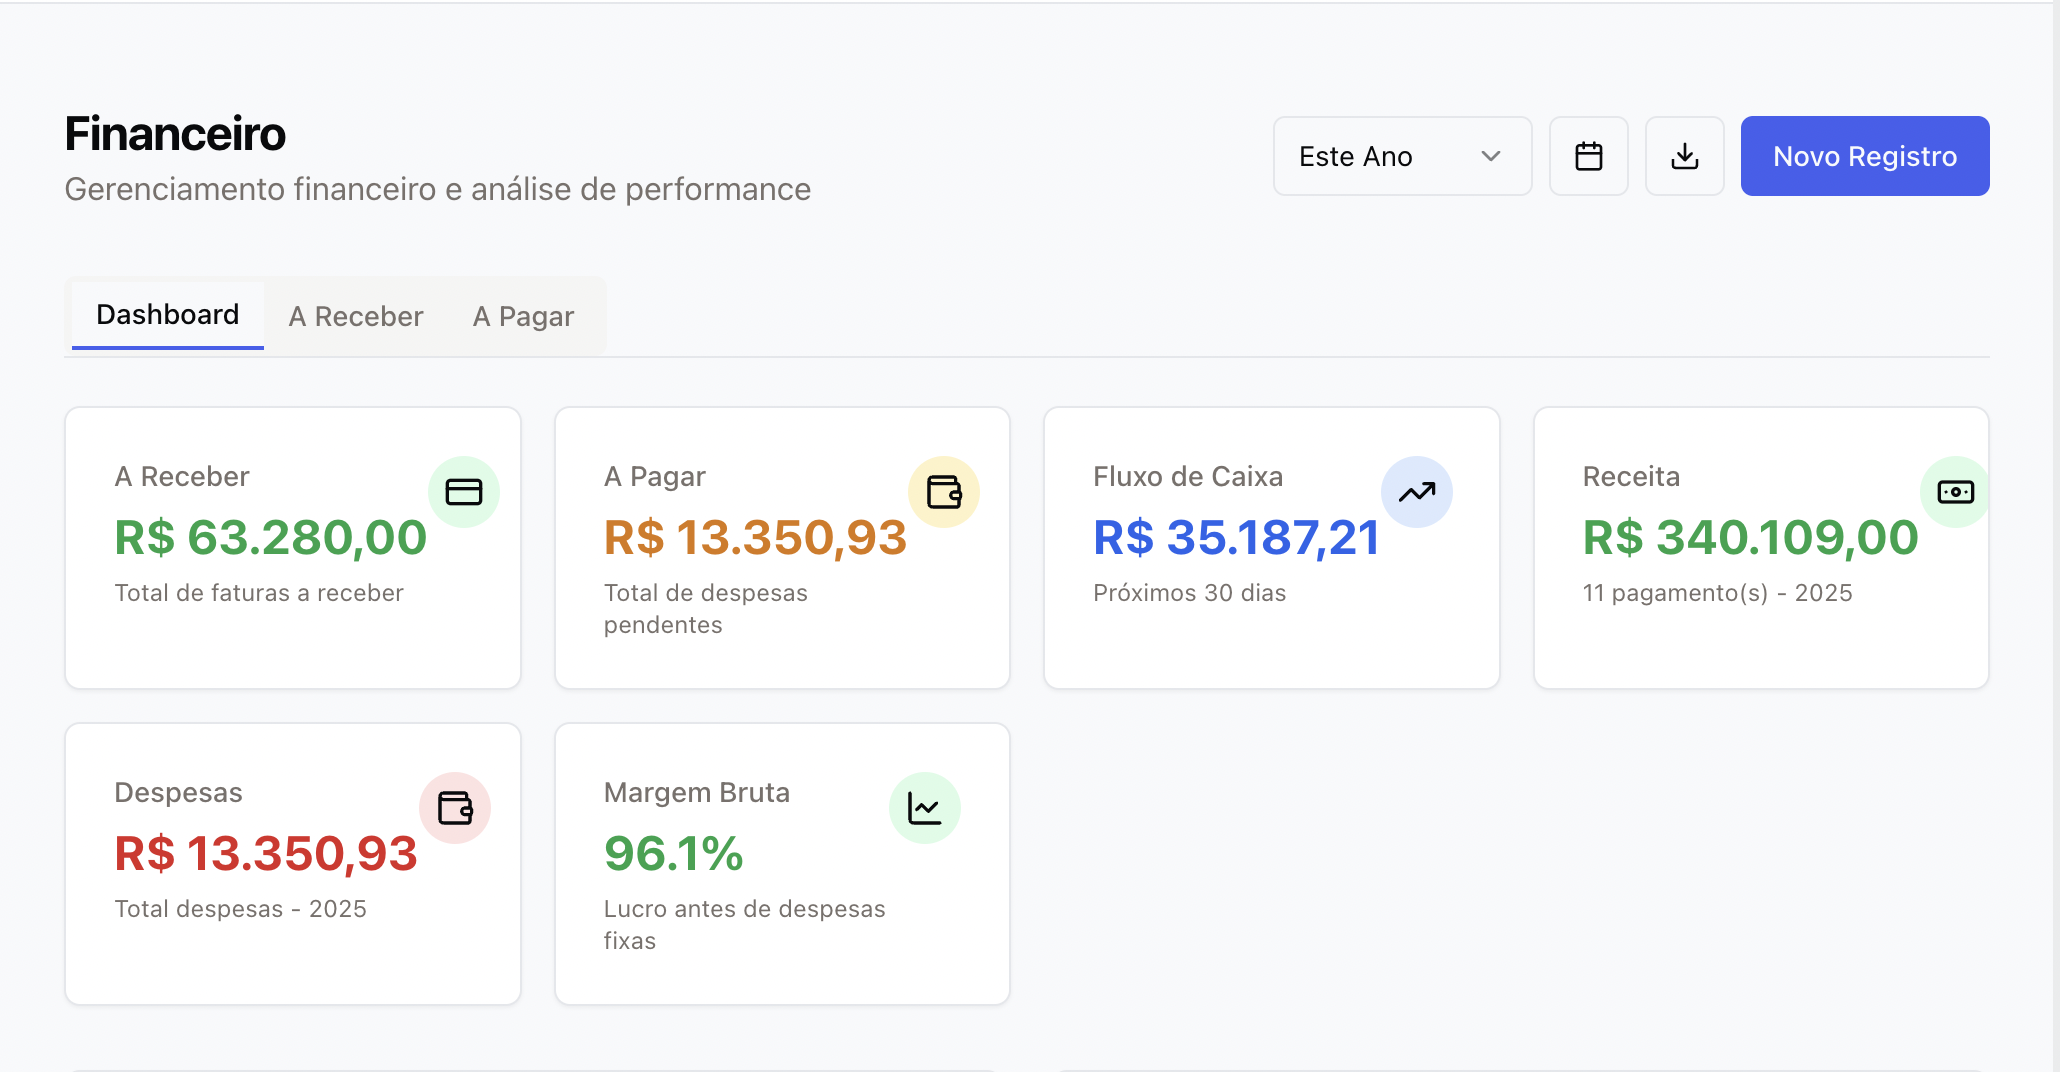 Financeiro
Gerenciamento financeiro e análise de performance
Este Ano
Novo Registro
Dashboard
A Receber
A Pagar
A Receber
R$ 63.280,00
Total de faturas a receber
A Pagar
R$ 13.350,93
Total de despesas
pendentes
Fluxo de Caixa
R$ 35.187,21
Próximos 30 dias
Receita
R$ 340.109,00
11 pagamento(s) - 2025
Despesas
R$ 13.350,93
Total despesas - 2025
Margem Bruta
96.1%
Lucro antes de despesas
fixas